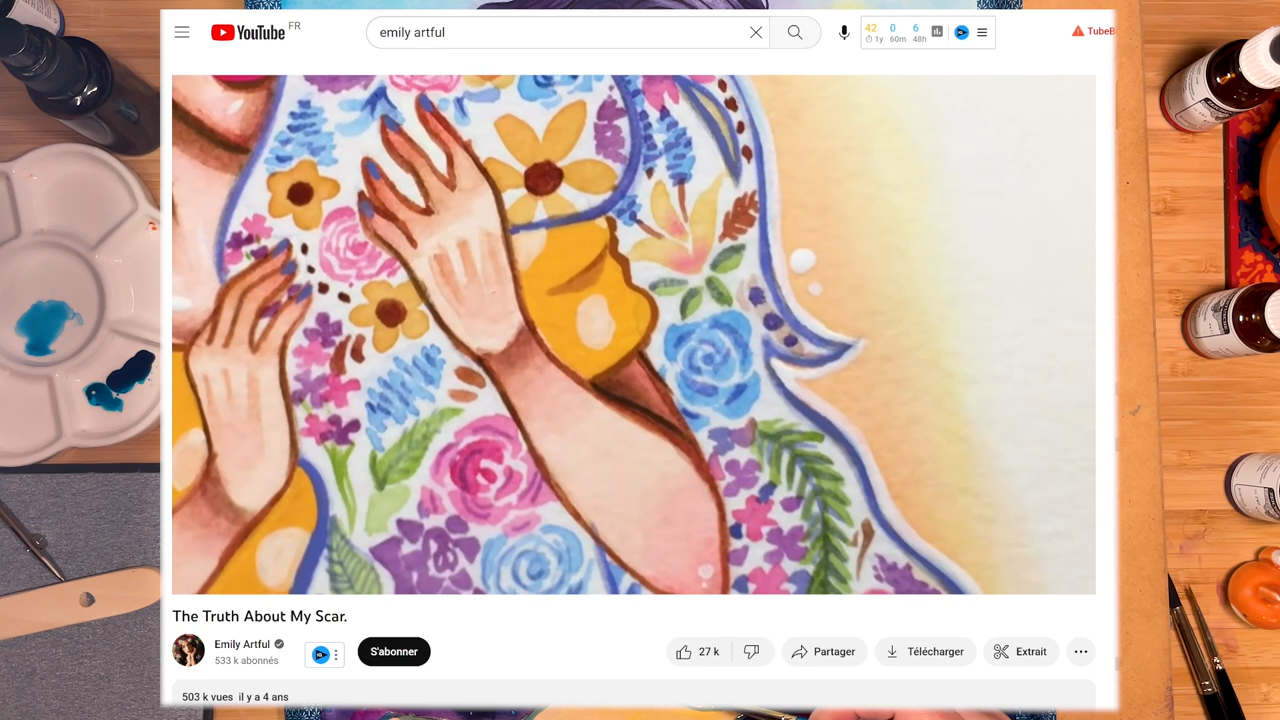 YouTube FR
emily artful
42 0 6
1y 60m 48h
TubeB
The Truth About My Scar.
Emily Artful
533 k abonnés
S'abonner
27 k
Partager
Télécharger
Extrait
503 k vues il y a 4 ans